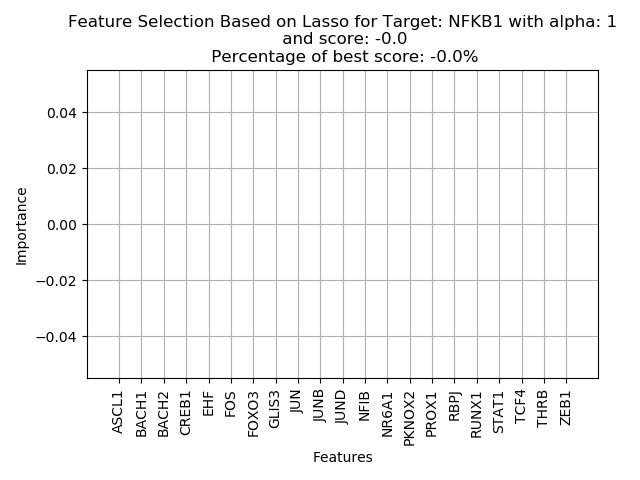 Feature Selection Based on Lasso for Target: NFKB1 with alpha: 1
and score: -0.0
Percentage of best score: -0.0%
0.04
0.02
0.00
−0.02
−0.04
Importance
ASCL1
BACH1
BACH2
CREB1
EHF
FOS
FOXO3
GLIS3
JUN
JUNB
JUND
NFIB
NR6A1
PKNOX2
PROX1
RBPJ
RUNX1
STAT1
TCF4
THRB
ZEB1
Features